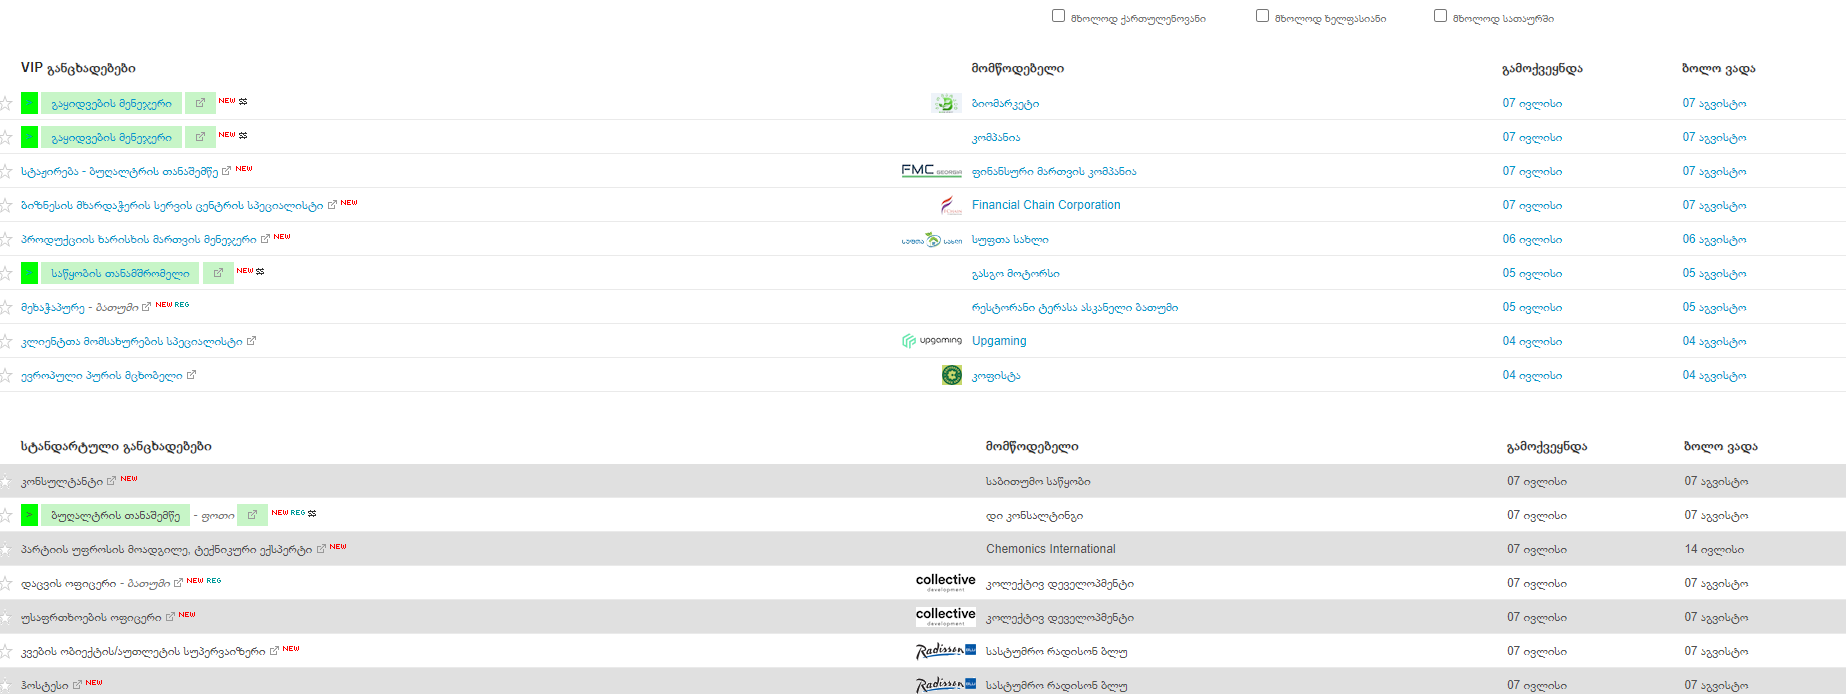 მხოლოდ ქართულენოვანი მხოლოდ ხელფასიანი მხოლოდ სათაურში
VIP განცხადებები მომწოდებელი გამოქვეყნდა ბოლო ვადა
> გაყიდვების მენეჯერი NEW ბიომარკეტი 07 ივლისი 07 აგვისტო
> გაყიდვების მენეჯერი NEW კომპანია 07 ივლისი 07 აგვისტო
სტაჟირება - ბუღალტრის თანაშემწე NEW FMC GEORGIA ფინანსური მართვის კომპანია 07 ივლისი 07 აგვისტო
ბიზნესის მხარდაჭერის სერვის ცენტრის სპეციალისტი NEW Financial Chain Corporation 07 ივლისი 07 აგვისტო
პროდუქციის ხარისხის მართვის მენეჯერი NEW სუფთა სახლი სუფთა სახლი 06 ივლისი 06 აგვისტო
> საწყობის თანამშრომელი NEW გასგო მოტორსი 05 ივლისი 05 აგვისტო
მეხაჭაპურე - ბათუმი NEW REG რესტორანი ტერასა ასკანელი ბათუმი 05 ივლისი 05 აგვისტო
კლიენტთა მომსახურების სპეციალისტი upgaming Upgaming 04 ივლისი 04 აგვისტო
ევროპული პურის მცხობელი კოფისტა 04 ივლისი 04 აგვისტო
სტანდარტული განცხადებები მომწოდებელი გამოქვეყნდა ბოლო ვადა
კონსულტანტი NEW საბითუმო საწყობი 07 ივლისი 07 აგვისტო
> ბუღალტრის თანაშემწე - ფოთი NEW REG დი კონსალტინგი 07 ივლისი 07 აგვისტო
პარტიის უფროსის მოადგილე, ტექნიკური ექსპერტი NEW Chemonics International 07 ივლისი 14 ივლისი
დაცვის ოფიცერი - ბათუმი NEW REG collective development კოლექტივ დეველოპმენტი 07 ივლისი 07 აგვისტო
უსაფრთხოების ოფიცერი NEW collective development კოლექტივ დეველოპმენტი 07 ივლისი 07 აგვისტო
კვების ობიექტის/აუთლეტის სუპერვაიზერი NEW Radisson BLU სასტუმრო რადისონ ბლუ 07 ივლისი 07 აგვისტო
ჰოსტესი NEW Radisson BLU სასტუმრო რადისონ ბლუ 07 ივლისი 07 აგვისტო